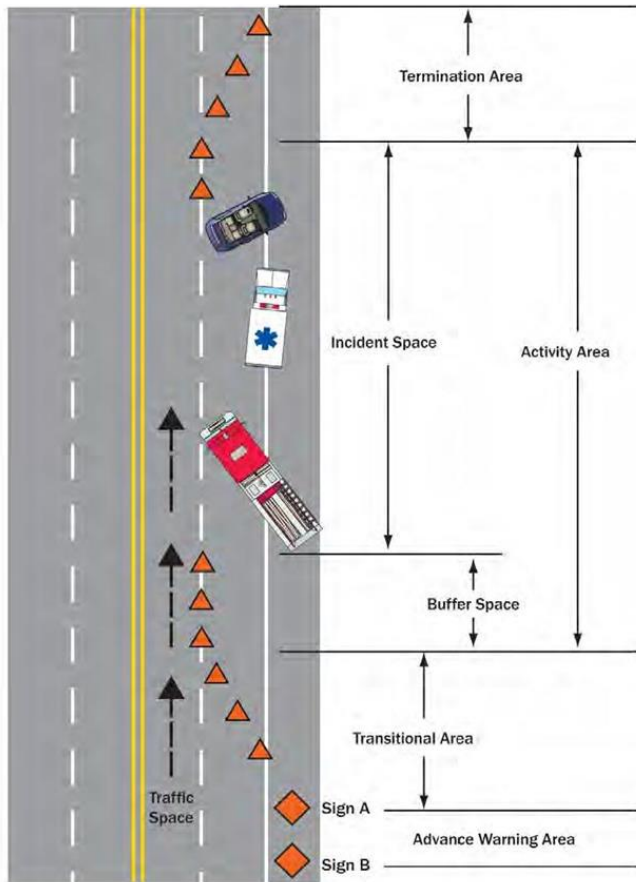 Termination Area
Incident Space
Activity Area
Buffer Space
Transitional Area
Traffic
Space
Sign A
Advance Warning Area
Sign B